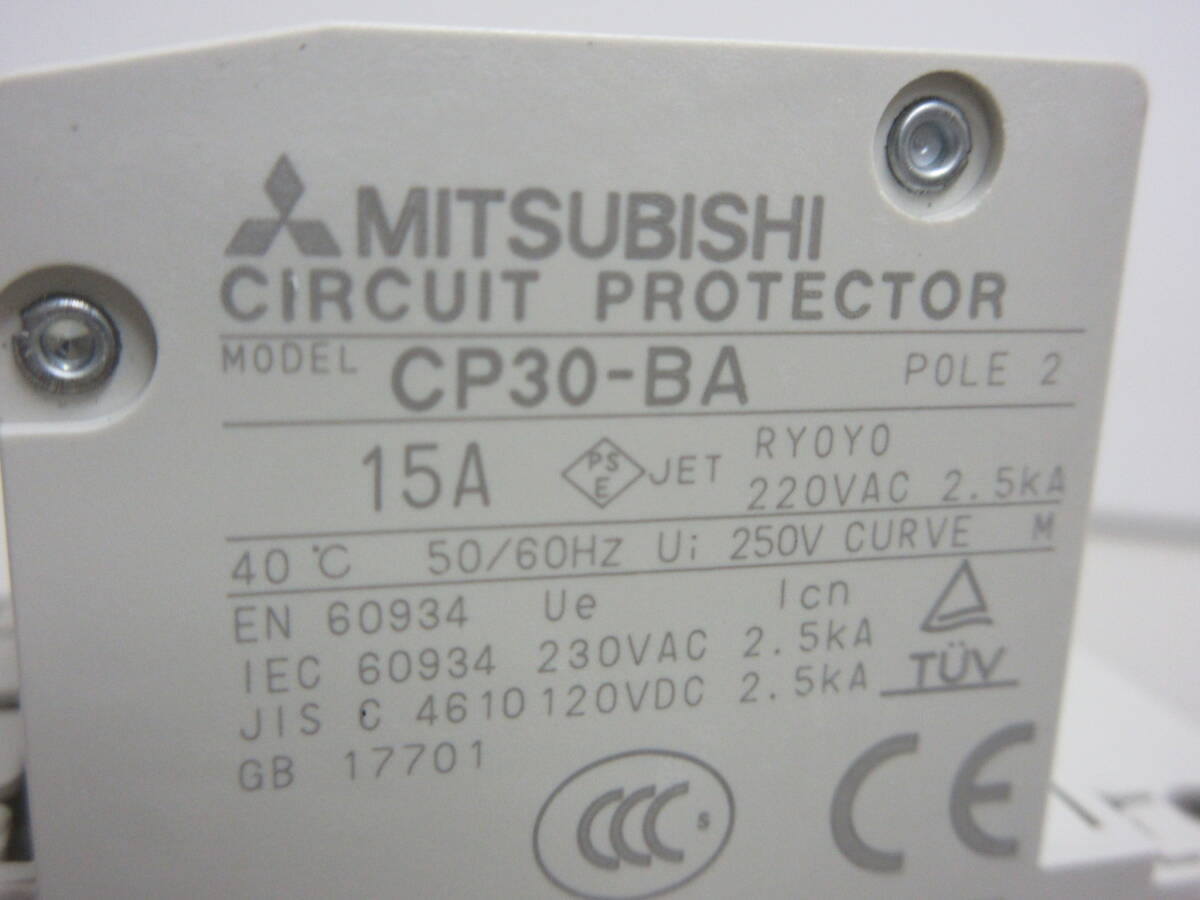 MITSUBISHI
CIRCUIT PROTECTOR
MODEL CP30-BA POLE 2
15A PS E JET RYOYO
220VAC 2.5kA
40℃ 50/60Hz Ui 250V CURVE M
EN 60934 Ue Icn
IEC 60934 230VAC 2.5kA
JIS C 4610 120VDC 2.5kA TÜV
GB 17701
CCC S CE